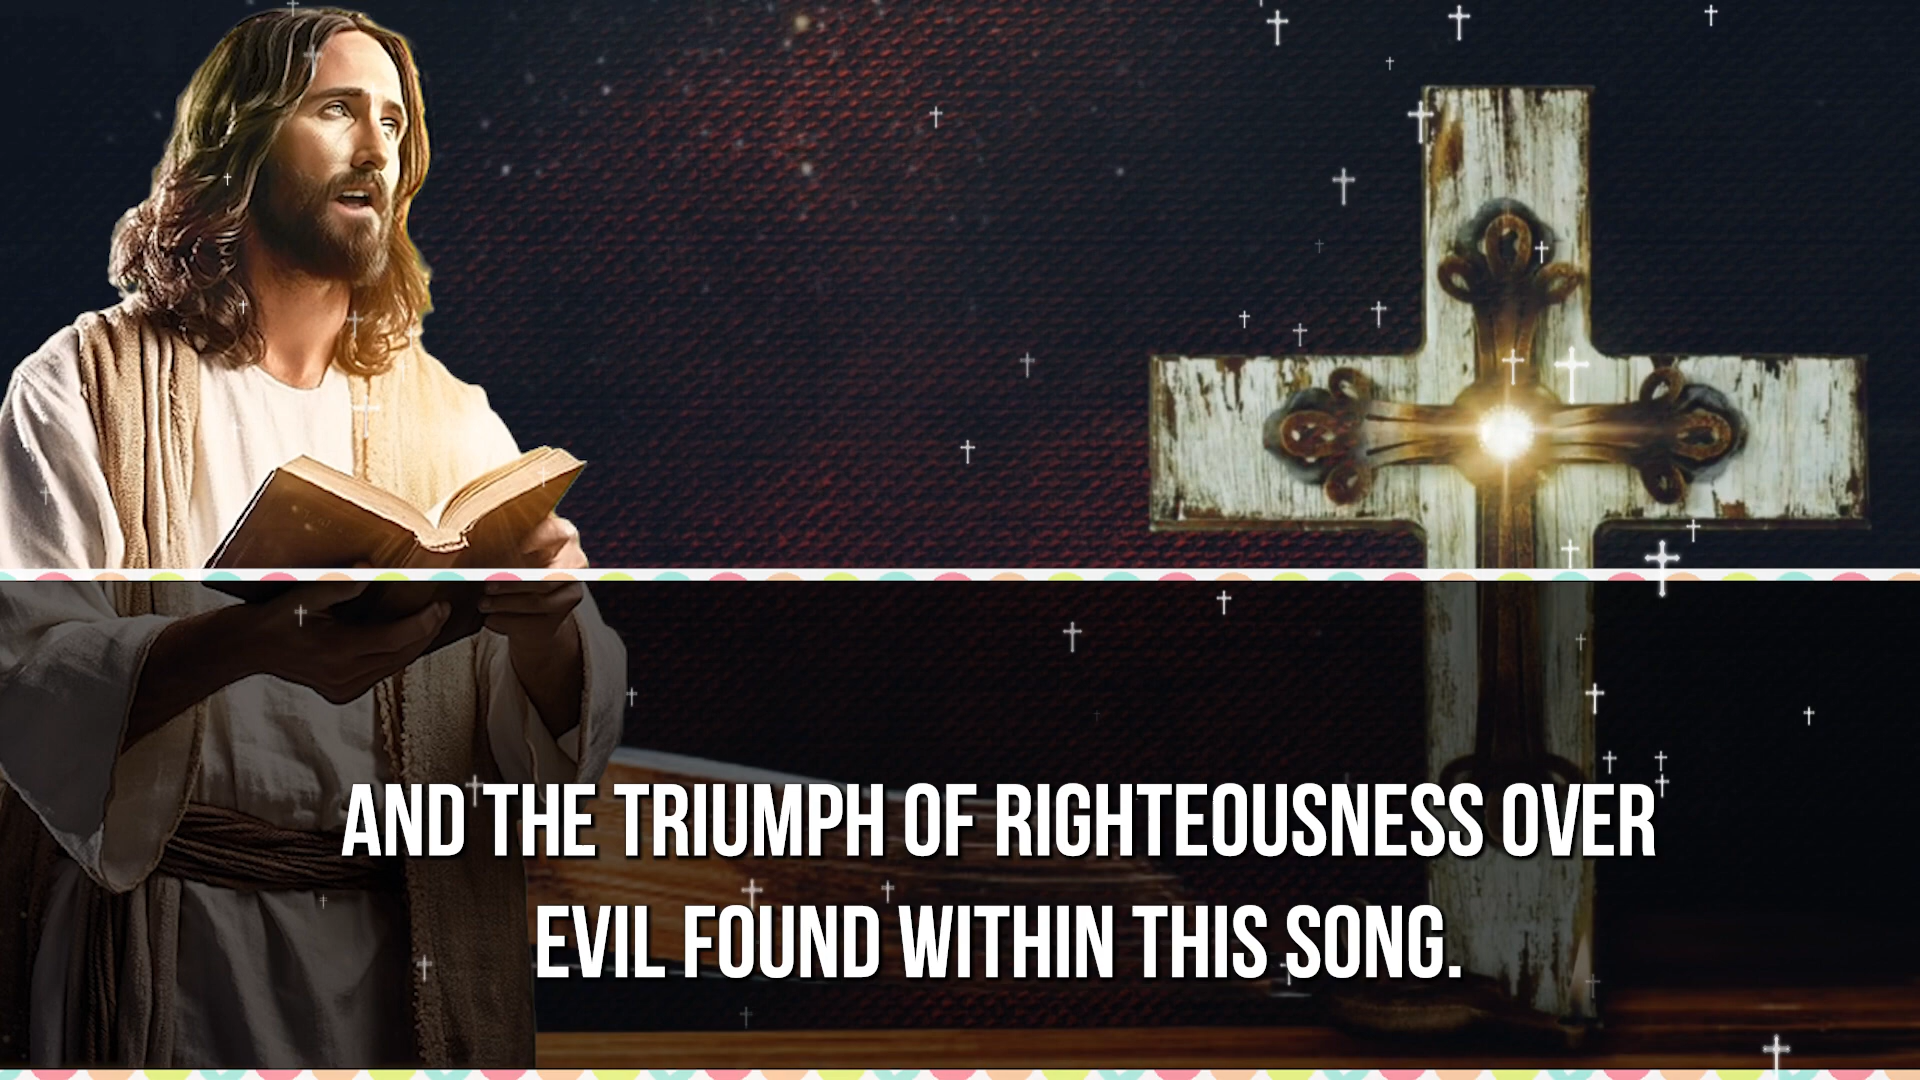 AND THE TRIUMPH OF RIGHTEOUSNESS OVER
EVIL FOUND WITHIN THIS SONG.